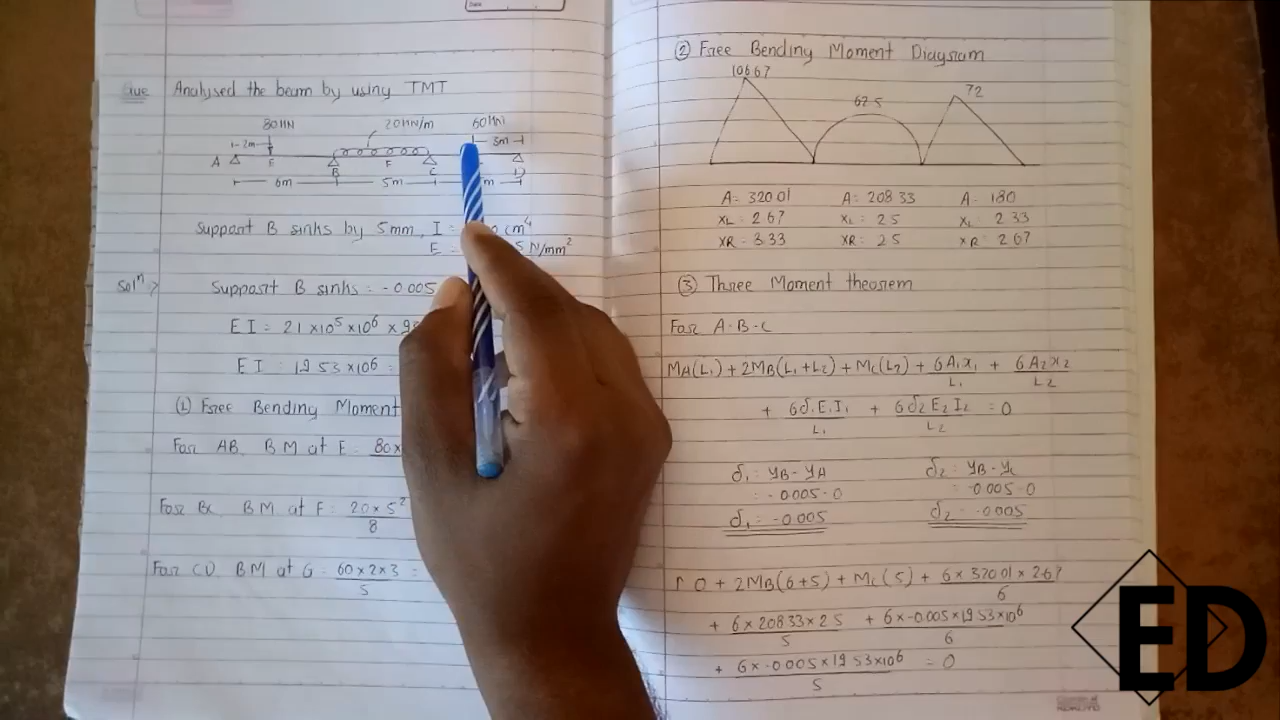 Que Analysed the beam by using TMT
80KN 20KN/m 60KN
2m 3m
A E B F C D
6m 5m m
Support B sinks by 5mm, I = cm⁴
E = 5 N/mm²
Solⁿ => Support B sinks = -0.005
EI = 2.1 × 10⁵ × 10⁶ × 9
EI = 19.53 × 10⁶ =
(1) Free Bending Moment
For AB BM at E = 80×
For BC BM at F = 20 × 5² / 8
For CD BM at G = 60 × 2 × 3 / 5 =
② Free Bending Moment Diagram
106.67 62.5 72
A = 320.01 A = 208.33 A = 180
XL = 2.67 XL = 2.5 XL = 2.33
XR = 3.33 XR = 2.5 XR = 2.67
③ Three Moment theorem
For A-B-C
MA(L₁) + 2MB(L₁+L₂) + MC(L₂) + 6A₁x₁ / L₁ + 6A₂x₂ / L₂
+ 6δ₁E₁I₁ / L₁ + 6δ₂E₂I₂ / L₂ = 0
δ₁ = yB - yA δ₂ = yB - yC
= -0.005 - 0 = -0.005 - 0
δ₁ = -0.005 δ₂ = -0.005
0 + 2MB(6+5) + MC(5) + 6 × 320.01 × 2.67 / 6
+ 6 × 208.33 × 2.5 / 5 + 6 × -0.005 × 19.53 × 10⁶ / 6
+ 6 × -0.005 × 19.53 × 10⁶ / 5 = 0
ED